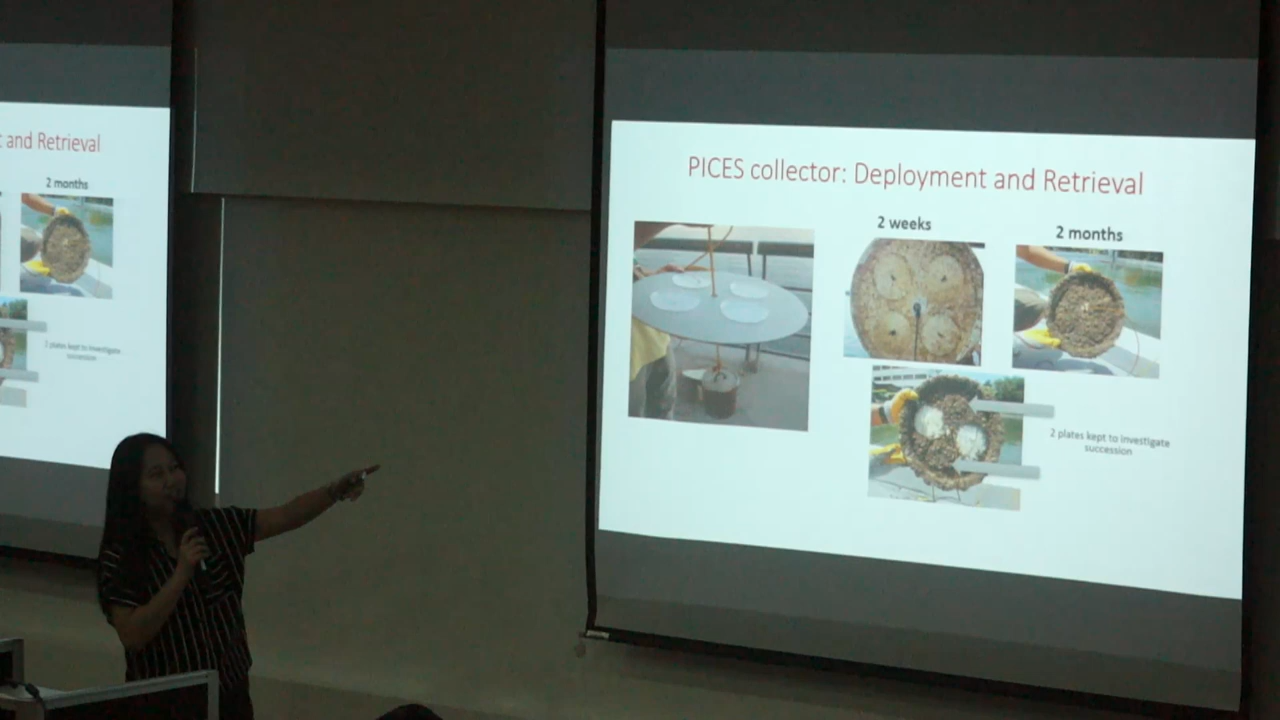 t and Retrieval
2 months
2 plates kept to investigate
succession
PICES collector: Deployment and Retrieval
2 weeks
2 months
2 plates kept to investigate
succession